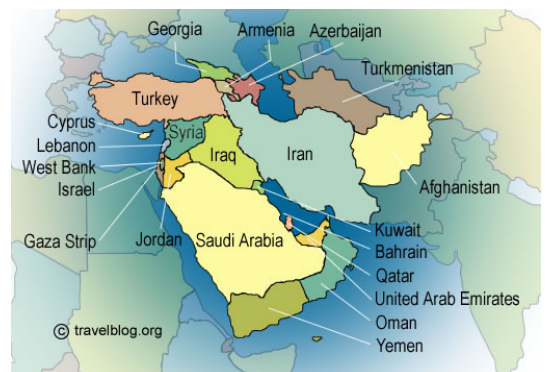 Georgia
Armenia
Azerbaijan
Turkmenistan
Turkey
Cyprus
Syria
Lebanon
Iraq
Iran
West Bank
Israel
Afghanistan
Gaza Strip
Jordan
Saudi Arabia
Kuwait
Bahrain
Qatar
United Arab Emirates
Oman
Yemen
© travelblog.org